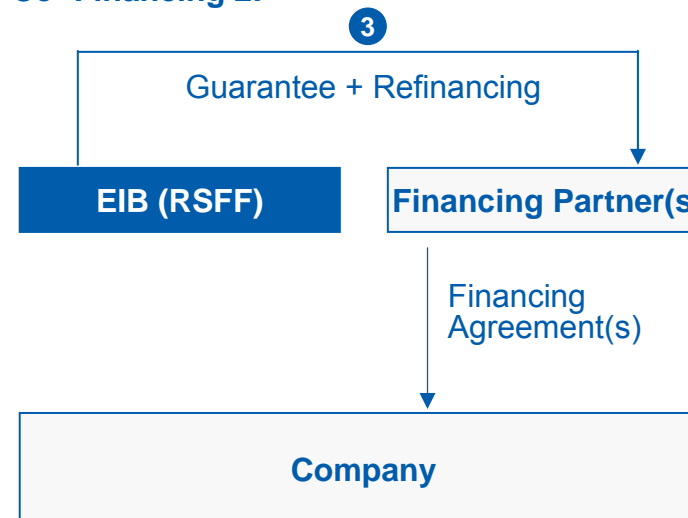 3
Guarantee + Refinancing
EIB (RSFF)
Financing Partner(s
Financing
Agreement(s)
Company